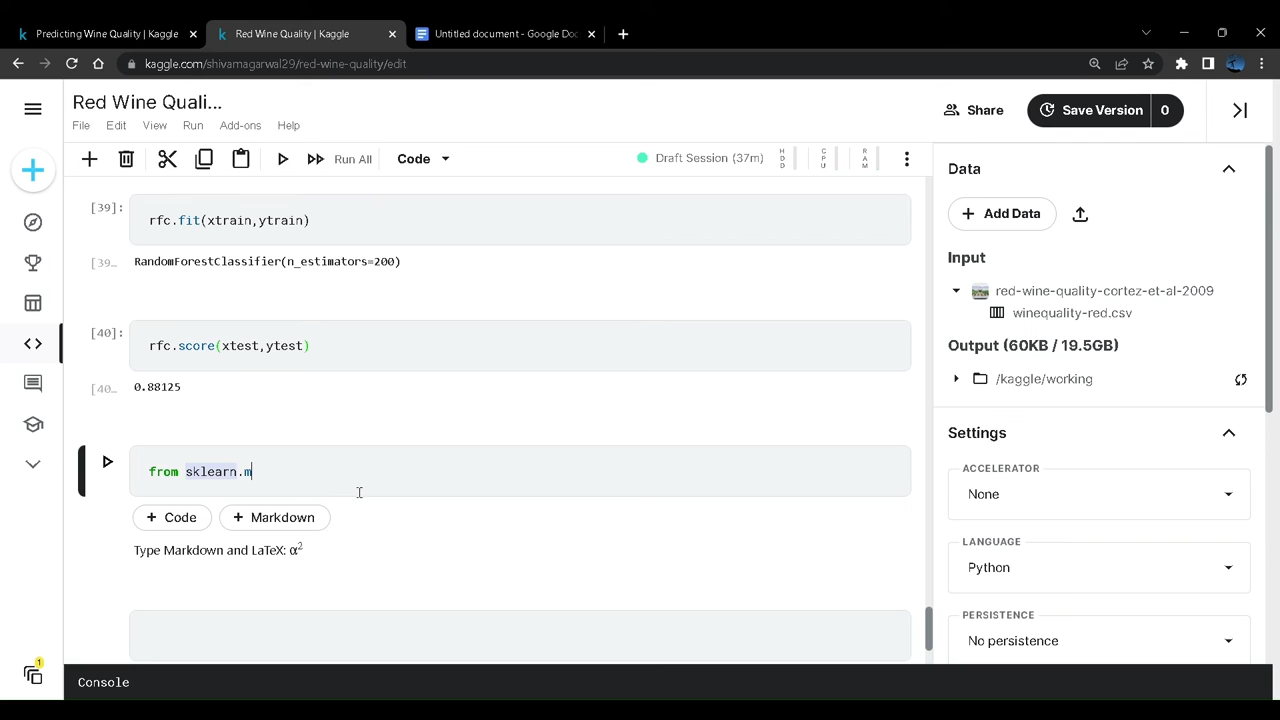 Predicting Wine Quality | Kaggle
Red Wine Quality | Kaggle
Untitled document - Google Doc
kaggle.com/shivamagarwal29/red-wine-quality/edit
Red Wine Quali...
Share
Save Version
0
File Edit View Run Add-ons Help
Run All
Code
Draft Session (37m)
HDD
CPU
RAM
[39]:
rfc.fit(xtrain,ytrain)
[39...
RandomForestClassifier(n_estimators=200)
[40]:
rfc.score(xtest,ytest)
[40...
0.88125
from sklearn.m
+ Code
+ Markdown
Type Markdown and LaTeX: α²
Console
1
Data
+ Add Data
Input
red-wine-quality-cortez-et-al-2009
winequality-red.csv
Output (60KB / 19.5GB)
/kaggle/working
Settings
ACCELERATOR
None
LANGUAGE
Python
PERSISTENCE
No persistence